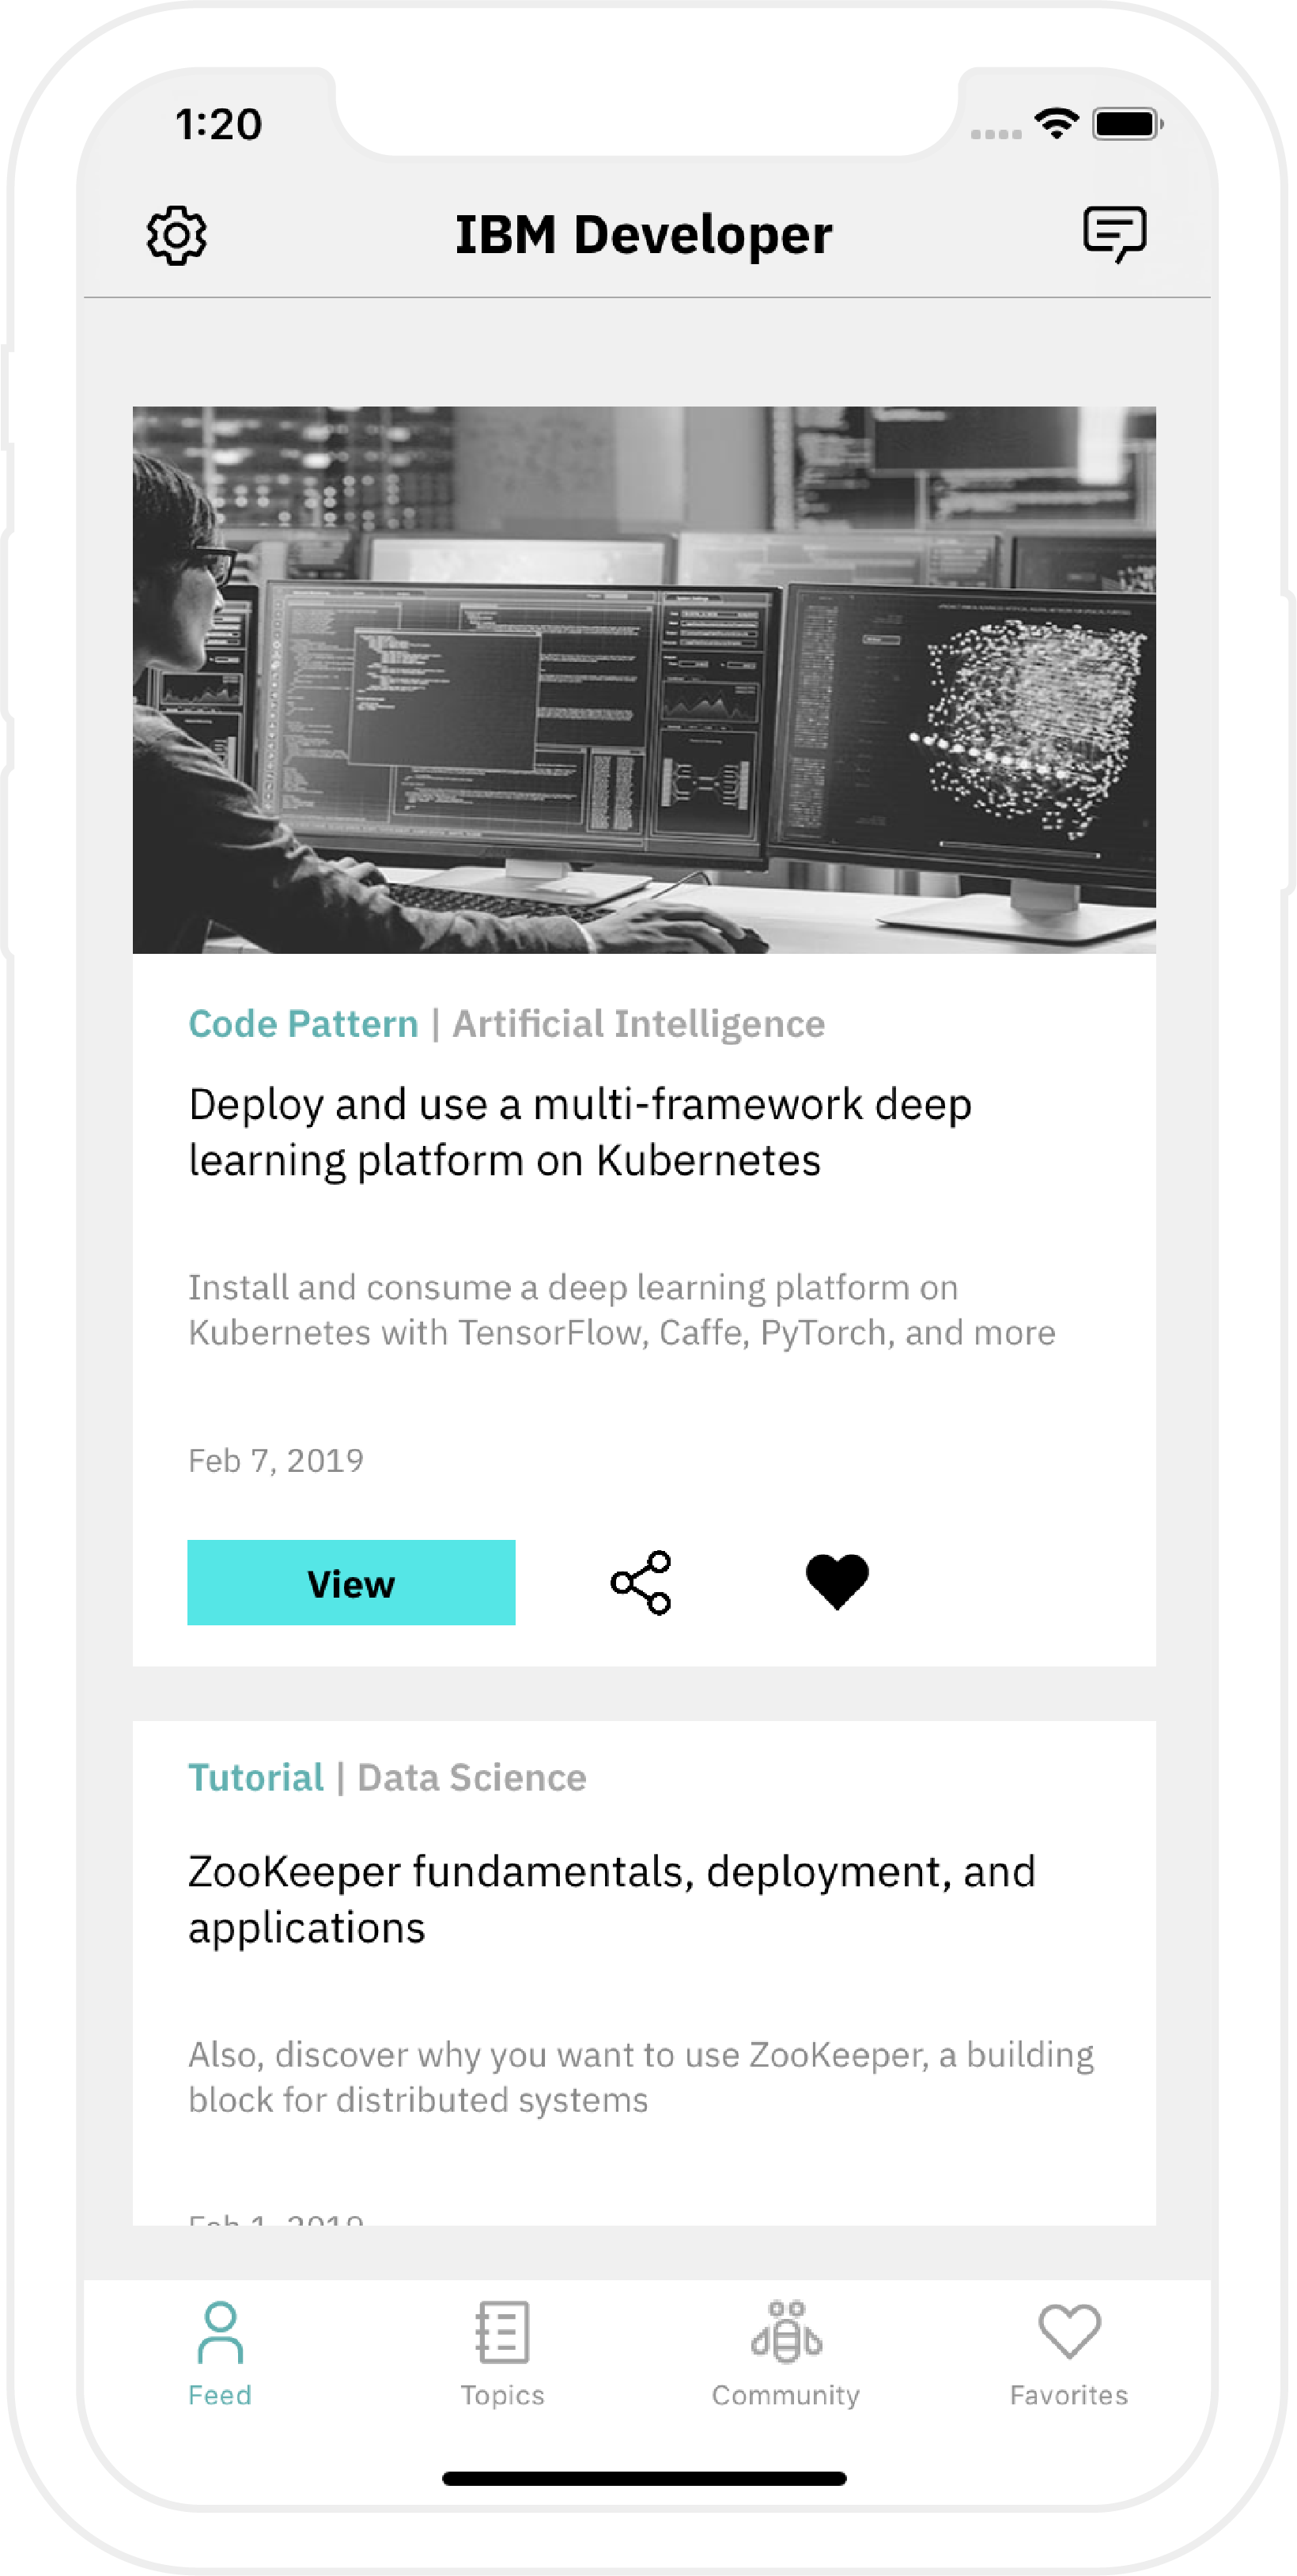 1:20
IBM Developer
Code Pattern | Artificial Intelligence
Deploy and use a multi-framework deep
learning platform on Kubernetes
Install and consume a deep learning platform on
Kubernetes with TensorFlow, Caffe, PyTorch, and more
Feb 7, 2019
View
Tutorial | Data Science
ZooKeeper fundamentals, deployment, and
applications
Also, discover why you want to use ZooKeeper, a building
block for distributed systems
Feb 1, 2019
Feed
Topics
Community
Favorites